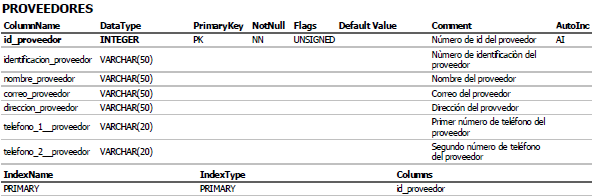 PROVEEDORES
ColumnName DataType PrimaryKey NotNull Flags Default Value Comment AutoInc
id_proveedor INTEGER PK NN UNSIGNED Número de id del proveedor AI
identificacion_proveedor VARCHAR(50) Número de identificación del
proveedor
nombre_proveedor VARCHAR(50) Nombre del proveedor
correo_proveedor VARCHAR(50) Correo del proveedor
direccion_proveedor VARCHAR(50) Dirección del provvedor
telefono_1__proveedor VARCHAR(20) Primer número de teléfono del
proveedor
telefono_2__proveedor VARCHAR(20) Segundo número de teléfono
del proveedor
IndexName IndexType Columns
PRIMARY PRIMARY id_proveedor